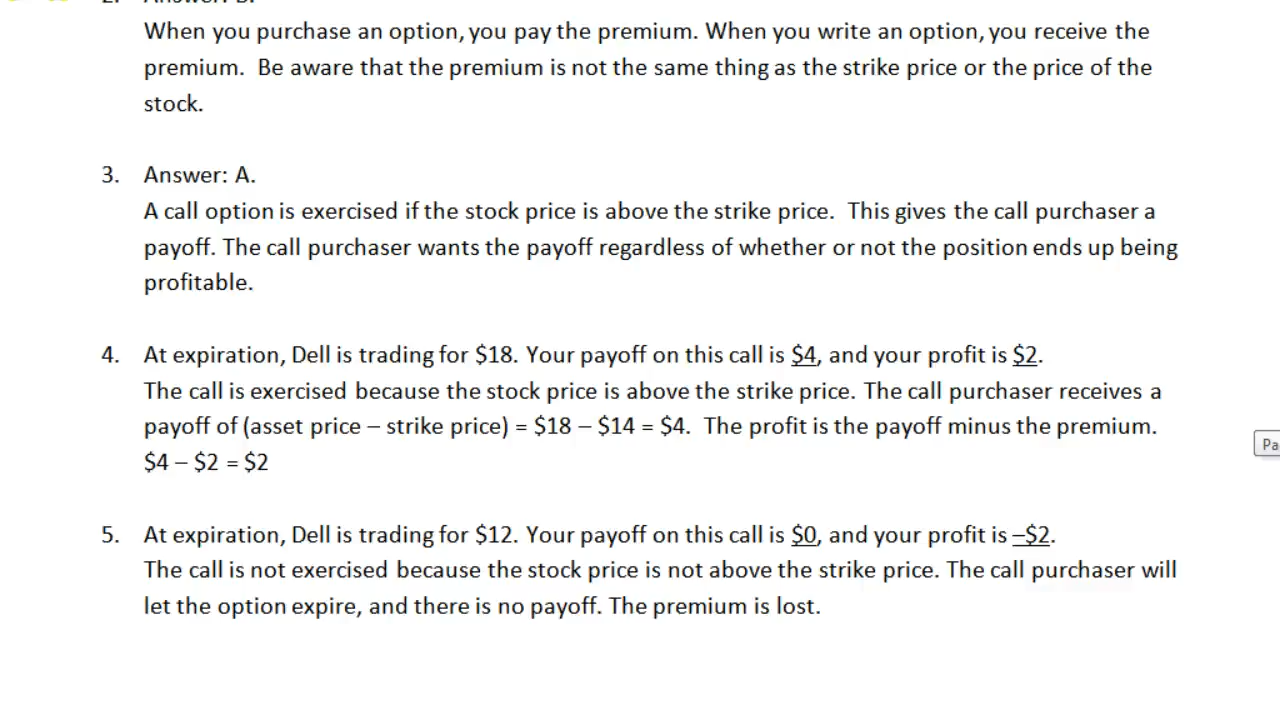 2. Answer: B.
When you purchase an option, you pay the premium. When you write an option, you receive the
premium.  Be aware that the premium is not the same thing as the strike price or the price of the
stock.
3. Answer: A.
A call option is exercised if the stock price is above the strike price.  This gives the call purchaser a
payoff. The call purchaser wants the payoff regardless of whether or not the position ends up being
profitable.
4. At expiration, Dell is trading for $18. Your payoff on this call is $4, and your profit is $2.
The call is exercised because the stock price is above the strike price. The call purchaser receives a
payoff of (asset price – strike price) = $18 – $14 = $4.  The profit is the payoff minus the premium.
$4 – $2 = $2
Pa
5. At expiration, Dell is trading for $12. Your payoff on this call is $0, and your profit is –$2.
The call is not exercised because the stock price is not above the strike price. The call purchaser will
let the option expire, and there is no payoff. The premium is lost.